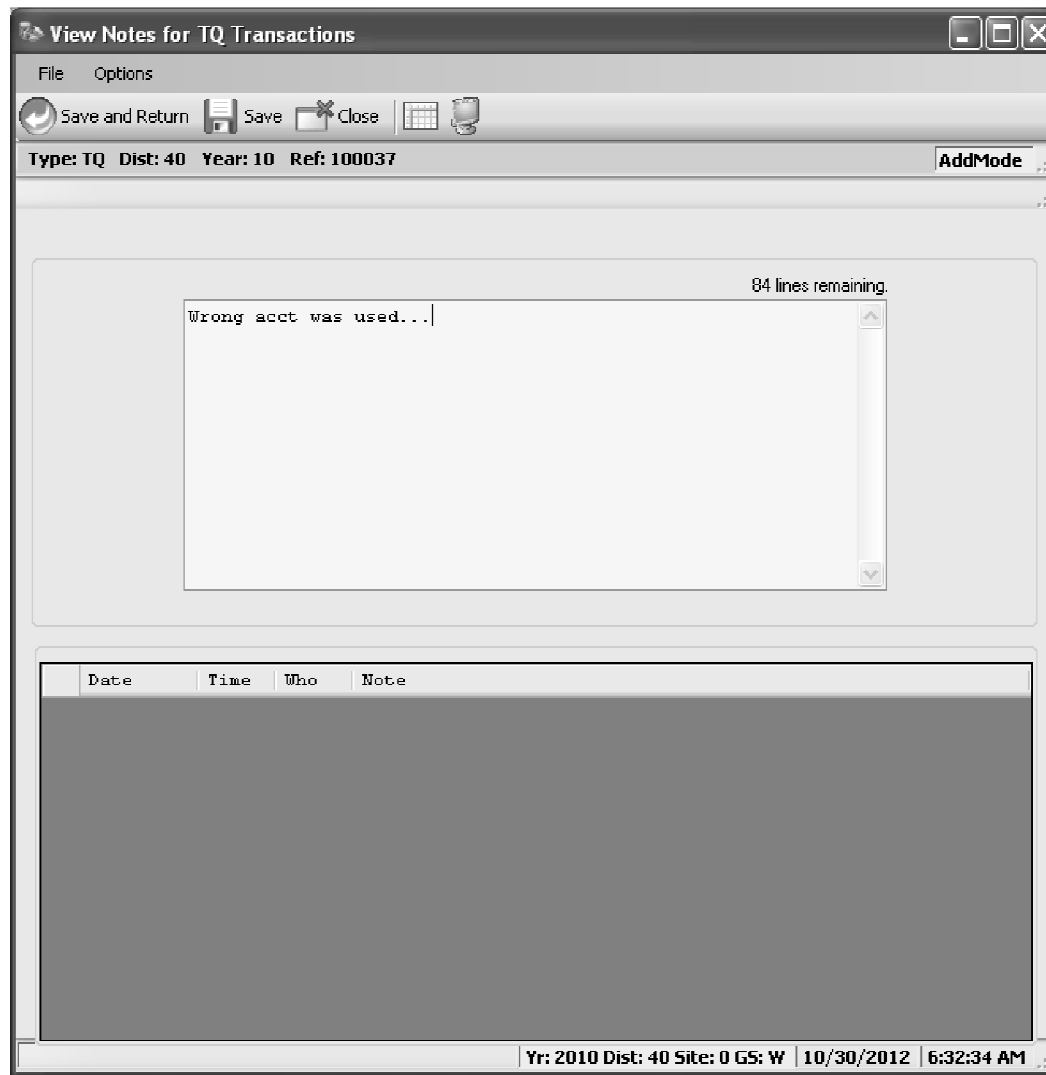 View Notes for TQ Transactions
File Options
Save and Return Save Close
Type: TQ Dist: 40 Year: 10 Ref: 100037 AddMode
84 lines remaining.
Wrong acct was used...
Date Time Who Note
Yr: 2010 Dist: 40 Site: 0 GS: W 10/30/2012 6:32:34 AM